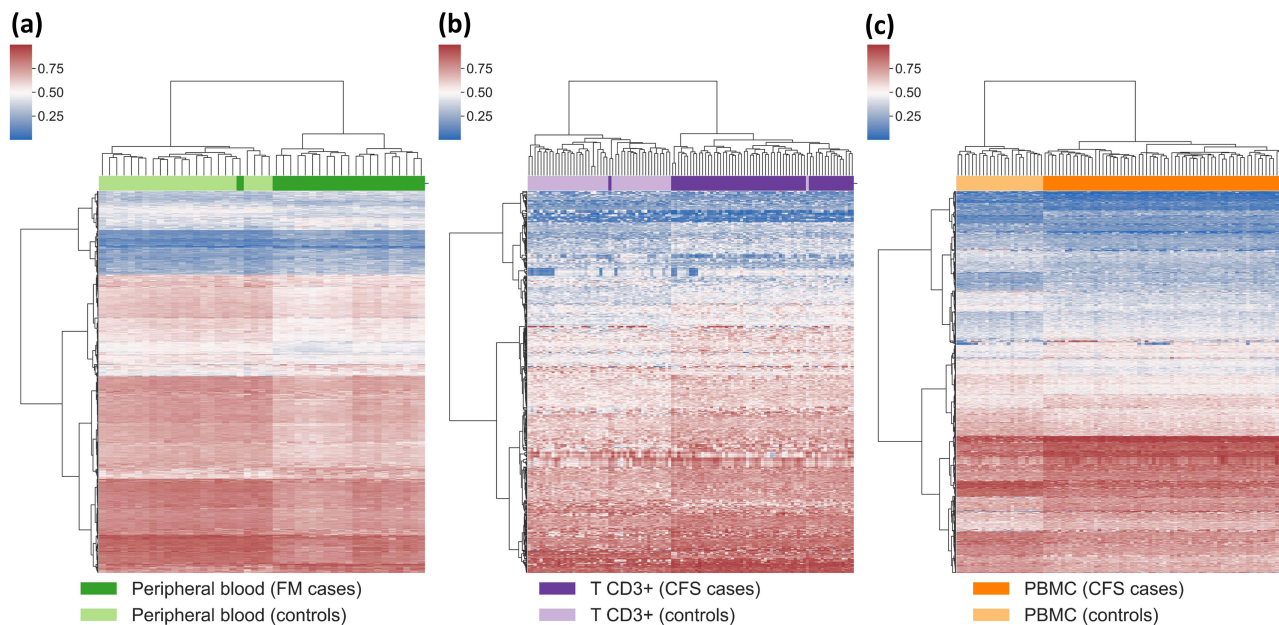 (a)
(b)
(c)
0.75
0.50
0.25
0.75
0.50
0.25
0.75
0.50
0.25
Peripheral blood (FM cases)
Peripheral blood (controls)
T CD3+ (CFS cases)
T CD3+ (controls)
PBMC (CFS cases)
PBMC (controls)